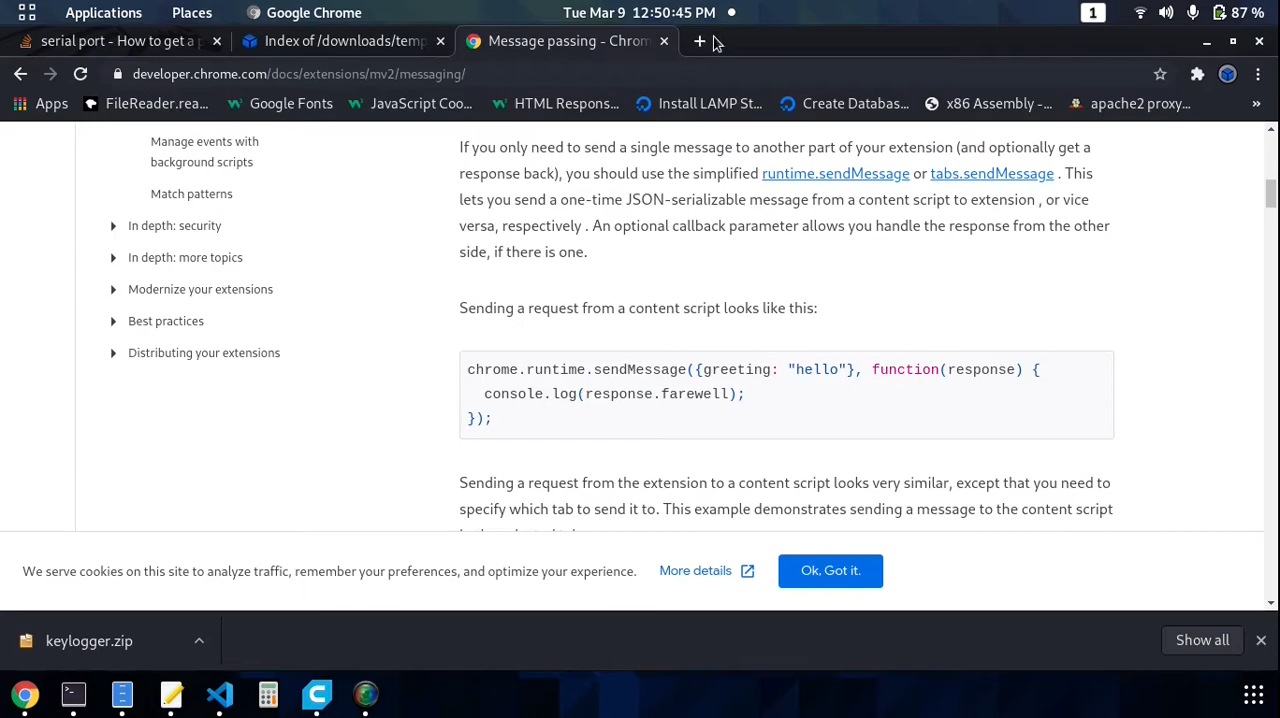 Applications Places Google Chrome Tue Mar 9 12:50:45 PM 1 87 %
serial port - How to get a p Index of /downloads/temp Message passing - Chrom
developer.chrome.com/docs/extensions/mv2/messaging/
Apps FileReader.rea... Google Fonts JavaScript Coo... HTML Respons... Install LAMP St... Create Databas... x86 Assembly -... apache2 proxy...
Manage events with
background scripts
Match patterns
In depth: security
In depth: more topics
Modernize your extensions
Best practices
Distributing your extensions
If you only need to send a single message to another part of your extension (and optionally get a
response back), you should use the simplified runtime.sendMessage or tabs.sendMessage . This
lets you send a one-time JSON-serializable message from a content script to extension , or vice
versa, respectively . An optional callback parameter allows you handle the response from the other
side, if there is one.
Sending a request from a content script looks like this:
chrome.runtime.sendMessage({greeting: "hello"}, function(response) {
console.log(response.farewell);
});
Sending a request from the extension to a content script looks very similar, except that you need to
specify which tab to send it to. This example demonstrates sending a message to the content script
We serve cookies on this site to analyze traffic, remember your preferences, and optimize your experience. More details Ok, Got it.
keylogger.zip Show all